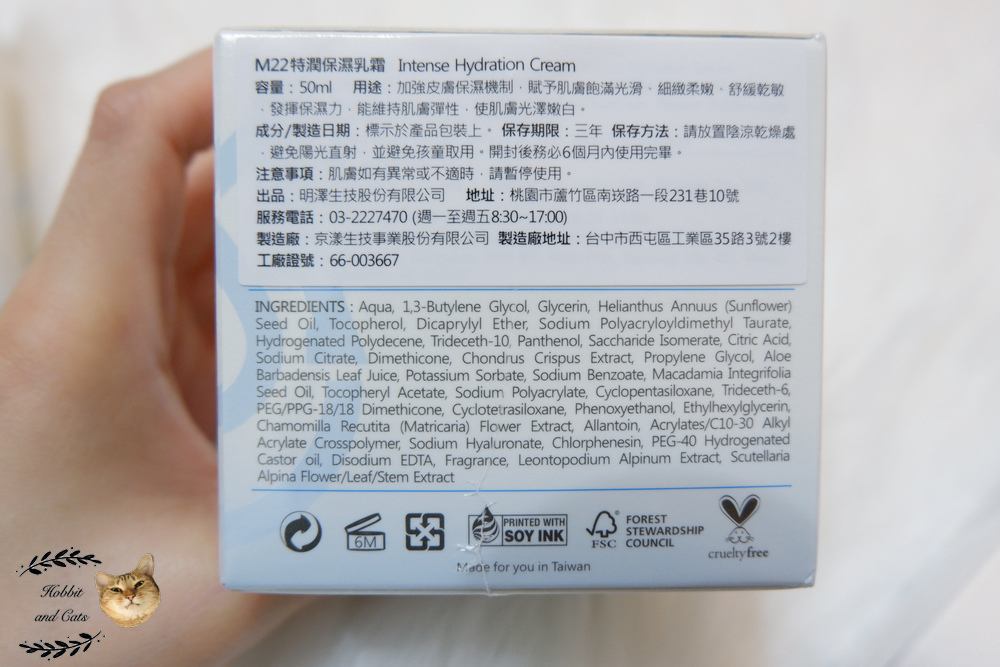 M22特潤保濕乳霜 Intense Hydration Cream
容量：50ml 用途：加強皮膚保濕機制．賦予肌膚飽滿光滑、細緻柔嫩、舒緩乾敏
．發揮保濕力．能維持肌膚彈性．使肌膚光澤嫩白。
成分/製造日期：標示於產品包裝上。 保存期限：三年 保存方法：請放置陰涼乾燥處
．避免陽光直射．並避免孩童取用。開封後務必6個月內使用完畢。
注意事項：肌膚如有異常或不適時．請暫停使用。
出品：明澤生技股份有限公司 地址：桃園市蘆竹區南崁路一段231巷10號
服務電話：03-2227470 (週一至週五8:30~17:00)
製造廠：京漾生技事業股份有限公司 製造廠地址：台中市西屯區工業區35路3號2樓
工廠證號：66-003667
INGREDIENTS : Aqua, 1,3-Butylene Glycol, Glycerin, Helianthus Annuus (Sunflower)
Seed Oil, Tocopherol, Dicaprylyl Ether, Sodium Polyacryloyldimethyl Taurate,
Hydrogenated Polydecene, Trideceth-10, Panthenol, Saccharide Isomerate, Citric Acid,
Sodium Citrate, Dimethicone, Chondrus Crispus Extract, Propylene Glycol, Aloe
Barbadensis Leaf Juice, Potassium Sorbate, Sodium Benzoate, Macadamia Integrifolia
Seed Oil, Tocopheryl Acetate, Sodium Polyacrylate, Cyclopentasiloxane, Trideceth-6,
PEG/PPG-18/18 Dimethicone, Cyclotetrasiloxane, Phenoxyethanol, Ethylhexylglycerin,
Chamomilla Recutita (Matricaria) Flower Extract, Allantoin, Acrylates/C10-30 Alkyl
Acrylate Crosspolymer, Sodium Hyaluronate, Chlorphenesin, PEG-40 Hydrogenated
Castor oil, Disodium EDTA, Fragrance, Leontopodium Alpinum Extract, Scutellaria
Alpina Flower/Leaf/Stem Extract
6M
PRINTED WITH
SOY INK
FSC
FOREST
STEWARDSHIP
COUNCIL
crueltyfree
Made for you in Taiwan
Hobbit
and Cats